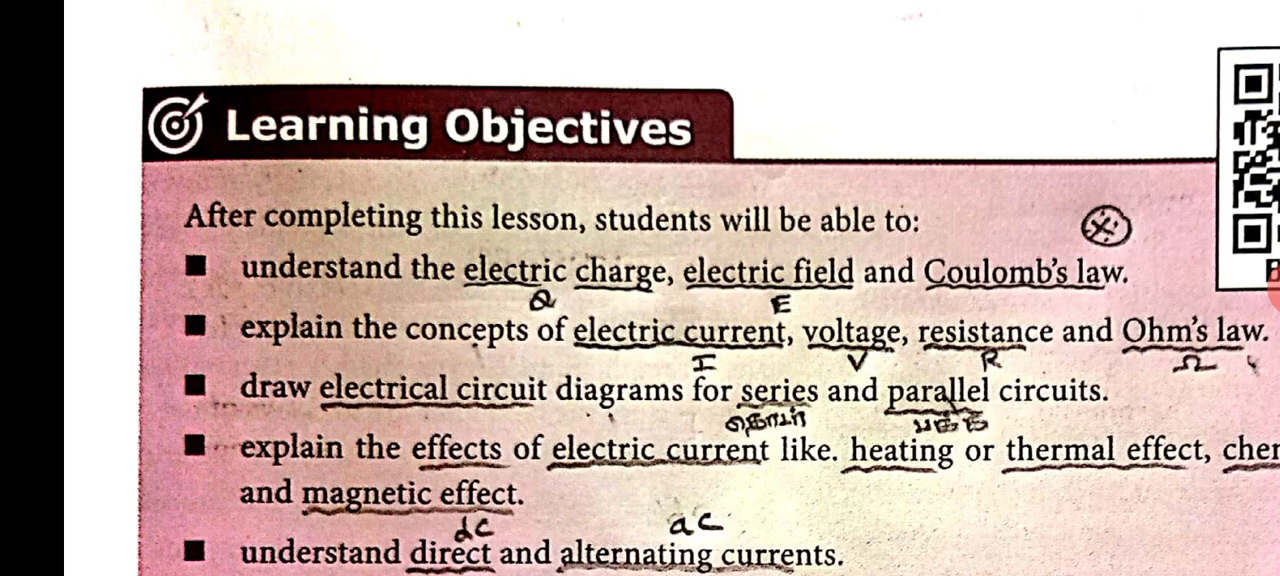 Learning Objectives
After completing this lesson, students will be able to:
■ understand the electric charge, electric field and Coulomb's law.
Q E
■ explain the concepts of electric current, voltage, resistance and Ohm's law.
I V R Ω
■ draw electrical circuit diagrams for series and parallel circuits.
தொடர்
■ explain the effects of electric current like. heating or thermal effect,
and magnetic effect.
dc ac
■ understand direct and alternating currents.